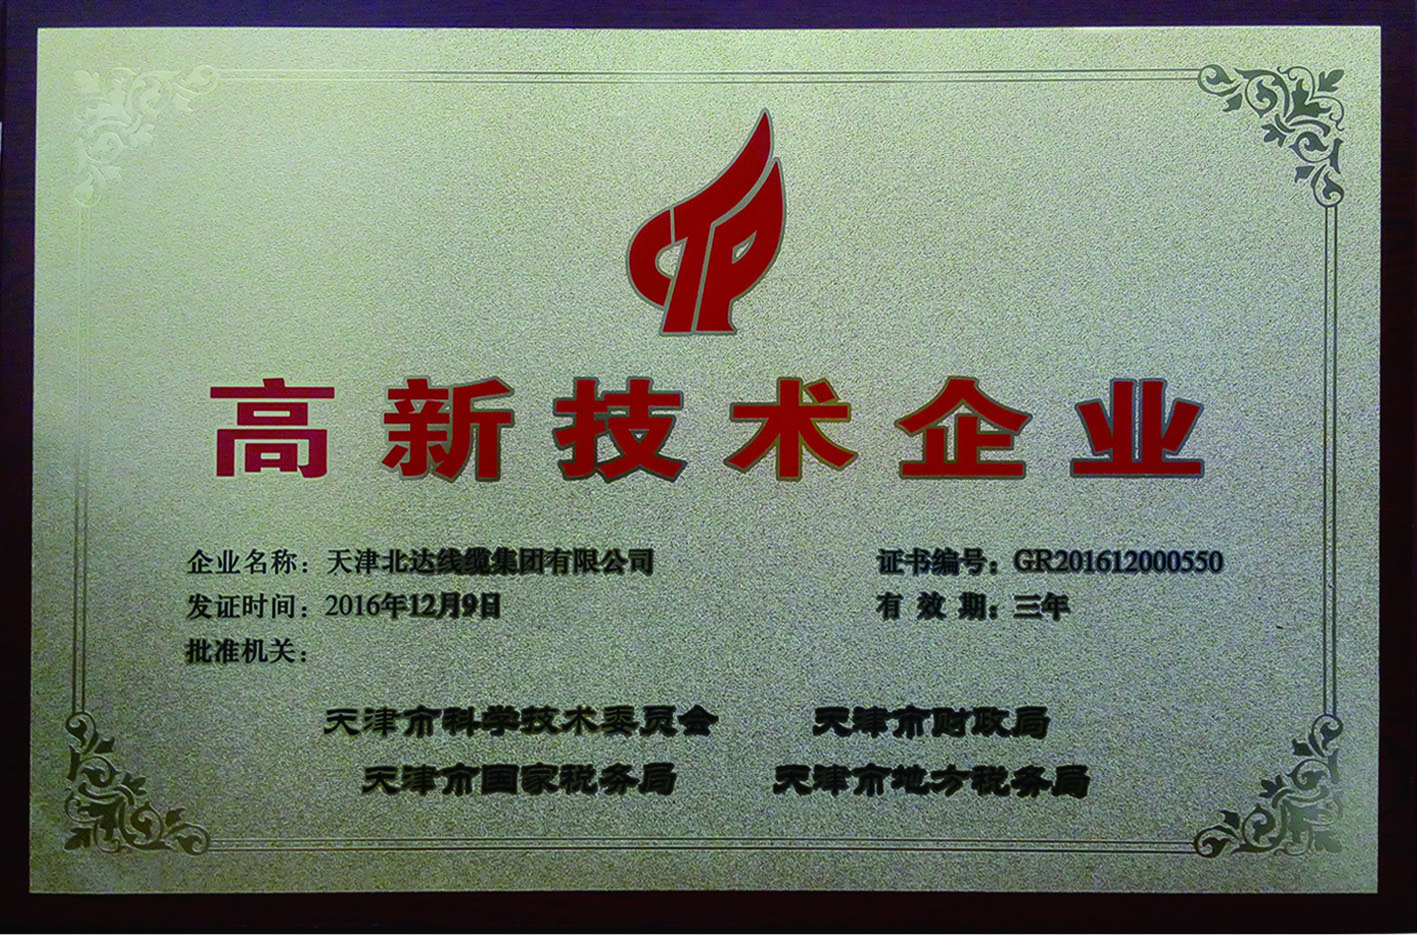 高新技术企业
企业名称：天津北达线缆集团有限公司 证书编号：GR201612000550
发证时间：2016年12月9日 有效期：三年
批准机关：
天津市科学技术委员会 天津市财政局
天津市国家税务局 天津市地方税务局